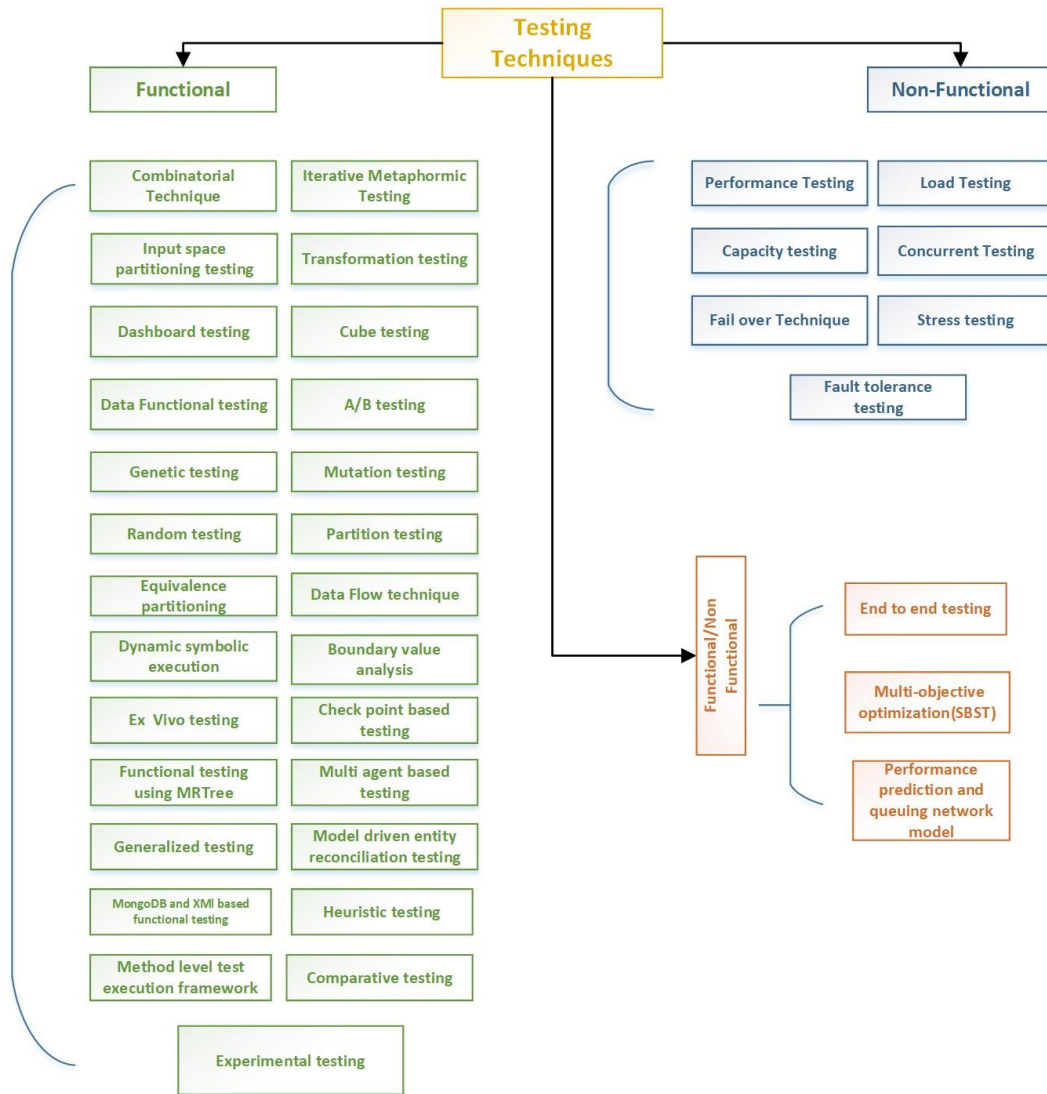 Testing
Techniques
Functional
Non-Functional
Combinatorial
Technique
Iterative Metaphormic
Testing
Input space
partitioning testing
Transformation testing
Dashboard testing
Cube testing
Data Functional testing
A/B testing
Genetic testing
Mutation testing
Random testing
Partition testing
Equivalence
partitioning
Data Flow technique
Dynamic symbolic
execution
Boundary value
analysis
Ex Vivo testing
Check point based
testing
Functional testing
using MRTree
Multi agent based
testing
Generalized testing
Model driven entity
reconciliation testing
MongoDB and XMl based
functional testing
Heuristic testing
Method level test
execution framework
Comparative testing
Experimental testing
Performance Testing
Load Testing
Capacity testing
Concurrent Testing
Fail over Technique
Stress testing
Fault tolerance
testing
Functional/Non
Functional
End to end testing
Multi-objective
optimization(SBST)
Performance
prediction and
queuing network
model